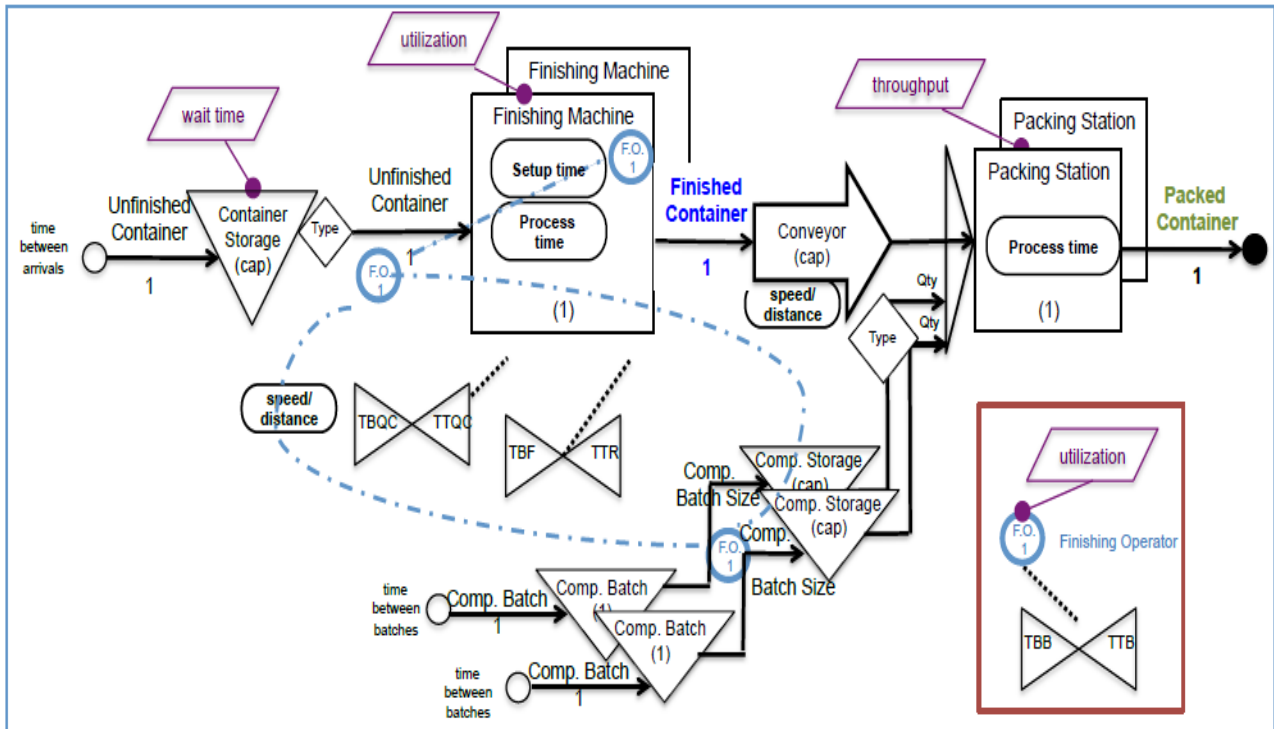 utilization
Finishing Machine
throughput
wait time
Finishing Machine
Packing Station
Setup time
F.O.
1
Unfinished
Container
Unfinished
Container
Finished
Container
Packing Station
Packed
Container
time
between
arrivals
1
Container
Storage
(cap)
Type
1
Process
time
1
Conveyor
(cap)
Process time
1
F.O.
1
speed/
distance
(1)
Qty
Qty
Type
(1)
speed/
distance
TBQC
TTQC
TBF
TTR
Comp.
Batch Size
Comp. Storage
(cap)
Comp. Storage
(cap)
Comp.
Batch Size
F.O.
1
utilization
F.O.
1
Finishing Operator
TBB
TTB
time
between
batches
Comp. Batch
1
Comp. Batch
(1)
Comp. Batch
(1)
time
between
batches
Comp. Batch
1